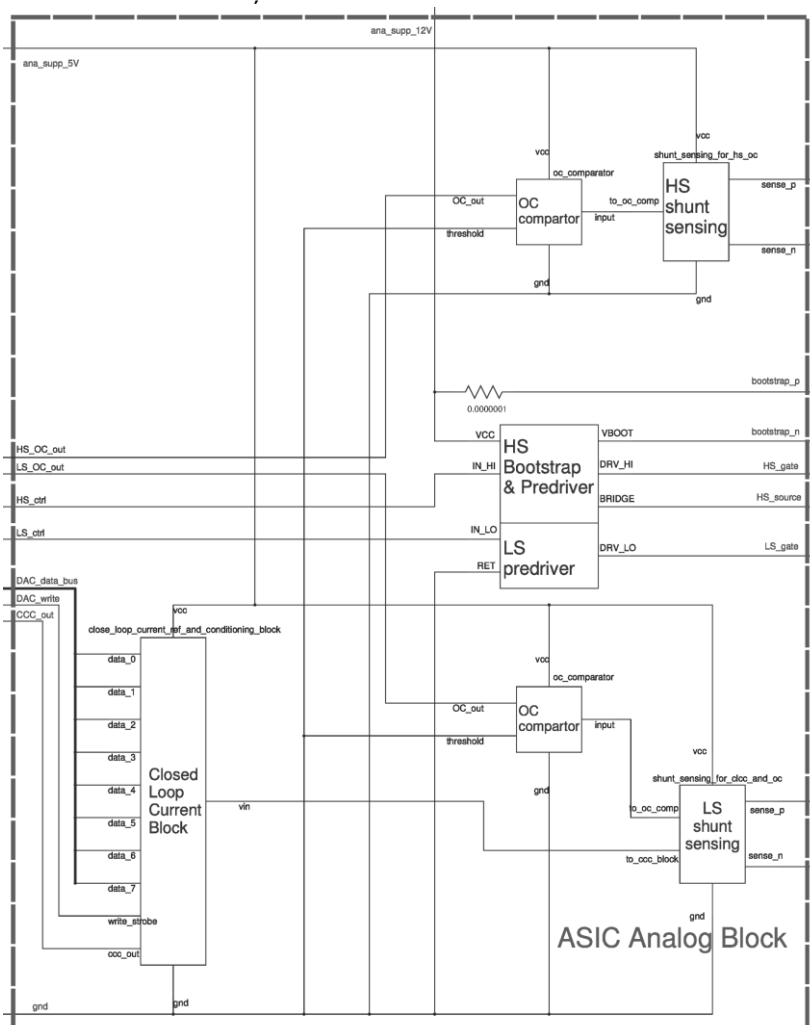 ana_supp_12V
ana_supp_5V
vcc
vcc
shunt_sensing_for_hs_oc
oc_comparator
HS
shunt
sensing
sense_p
OC_out
OC
compartor
to_oc_comp
input
threshold
sense_n
gnd
gnd
bootstrap_p
0.0000001
VCC
HS
Bootstrap
& Predriver
VBOOT
bootstrap_n
HS_OC_out
LS_OC_out
IN_HI
DRV_HI
HS_gate
HS_ctrl
BRIDGE
HS_source
LS_ctrl
IN_LO
LS
predriver
DRV_LO
LS_gate
RET
DAC_data_bus
DAC_write
CCC_out
vcc
close_loop_current_ref_and_conditioning_block
data_0
data_1
data_2
data_3
data_4
data_5
data_6
data_7
write_strobe
ccc_out
Closed
Loop
Current
Block
vin
gnd
vcc
oc_comparator
OC_out
OC
compartor
input
threshold
gnd
vcc
shunt_sensing_for_clcc_and_oc
to_oc_comp
LS
shunt
sensing
sense_p
to_ccc_block
sense_n
gnd
ASIC Analog Block
gnd